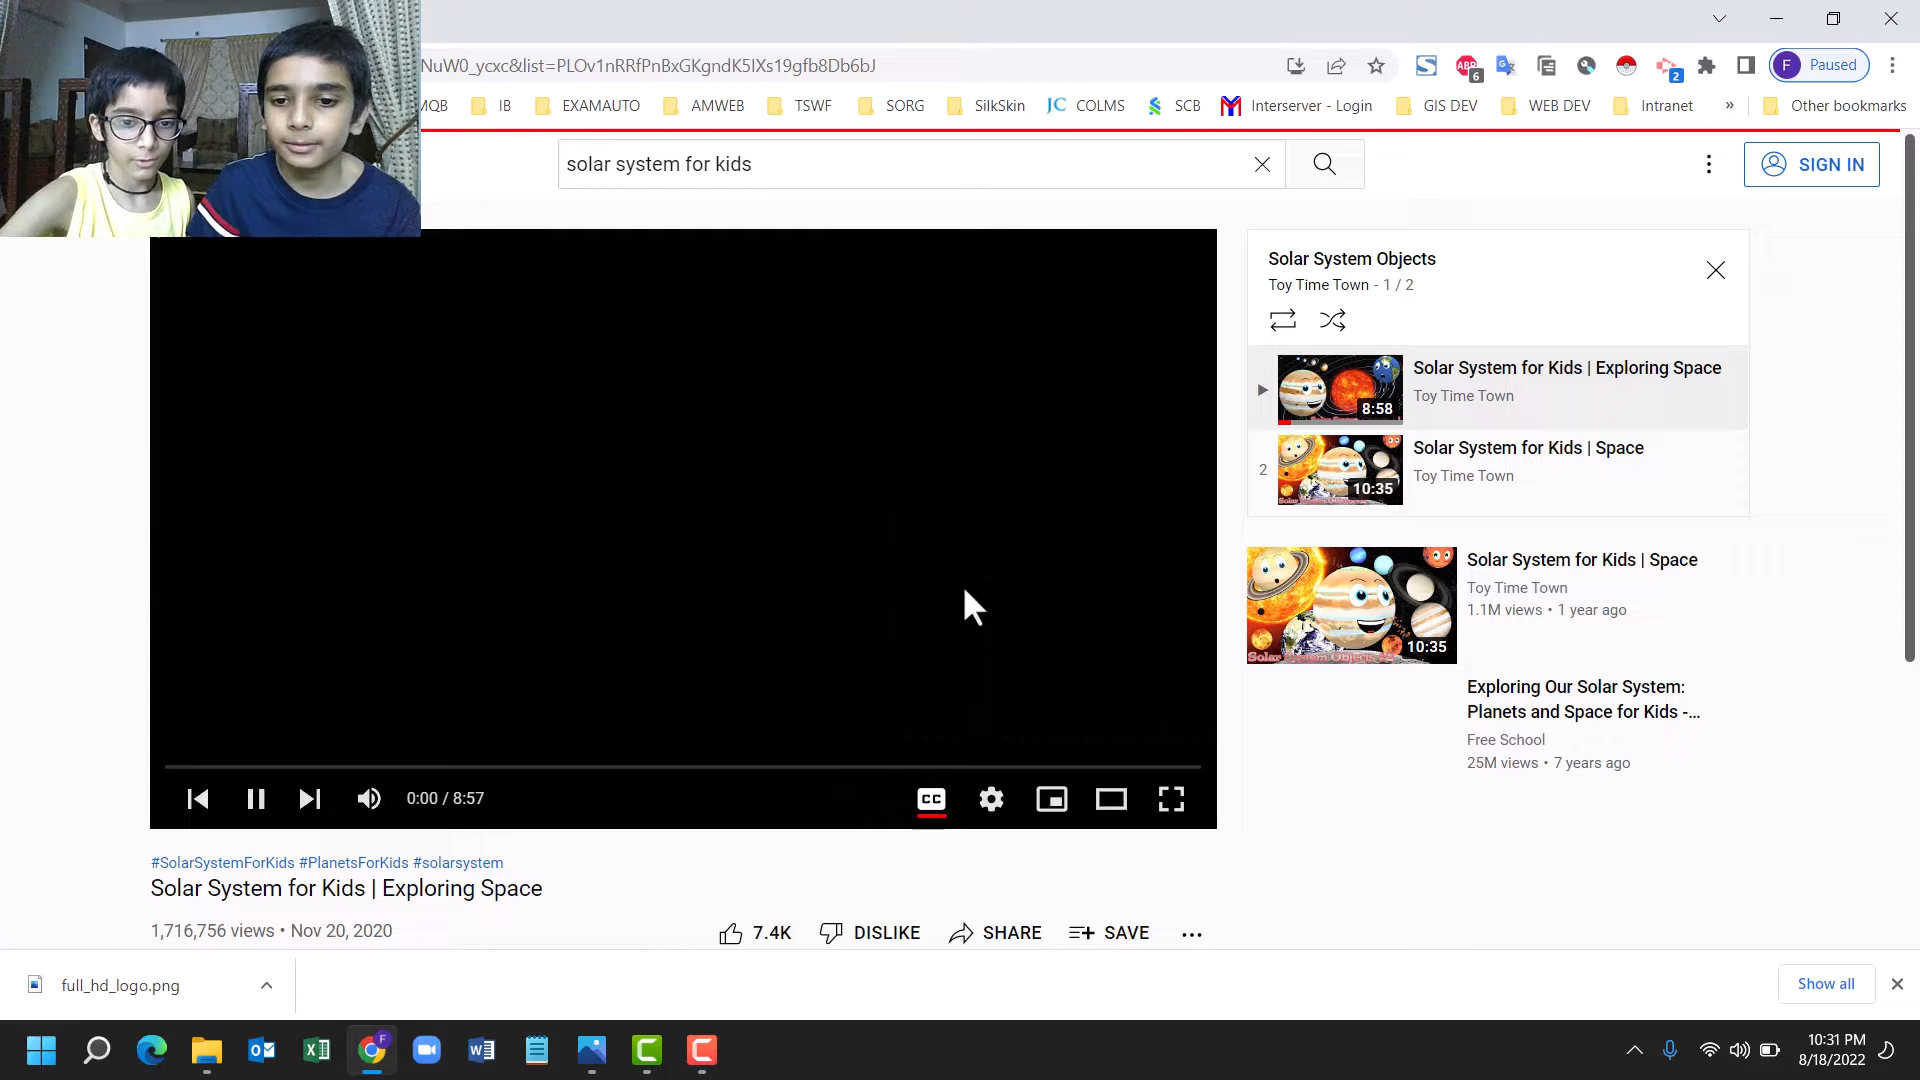 NuW0_ycxc&list=PLOv1nRRfPnBxGKgndK5IXs19gfb8Db6bJ
6
2
F Paused
MQB IB EXAMAUTO AMWEB TSWF SORG SilkSkin JC COLMS SCB Interserver - Login GIS DEV WEB DEV Intranet » Other bookmarks
solar system for kids
SIGN IN
Solar System Objects
Toy Time Town - 1 / 2
Solar System for Kids | Exploring Space
Toy Time Town
8:58
2
Solar System for Kids | Space
Toy Time Town
10:35
Solar System for Kids | Space
Toy Time Town
1.1M views • 1 year ago
10:35
Exploring Our Solar System:
Planets and Space for Kids -...
Free School
25M views • 7 years ago
0:00 / 8:57
CC
#SolarSystemForKids #PlanetsForKids #solarsystem
Solar System for Kids | Exploring Space
1,716,756 views • Nov 20, 2020
7.4K DISLIKE SHARE SAVE ...
full_hd_logo.png
Show all
10:31 PM
8/18/2022